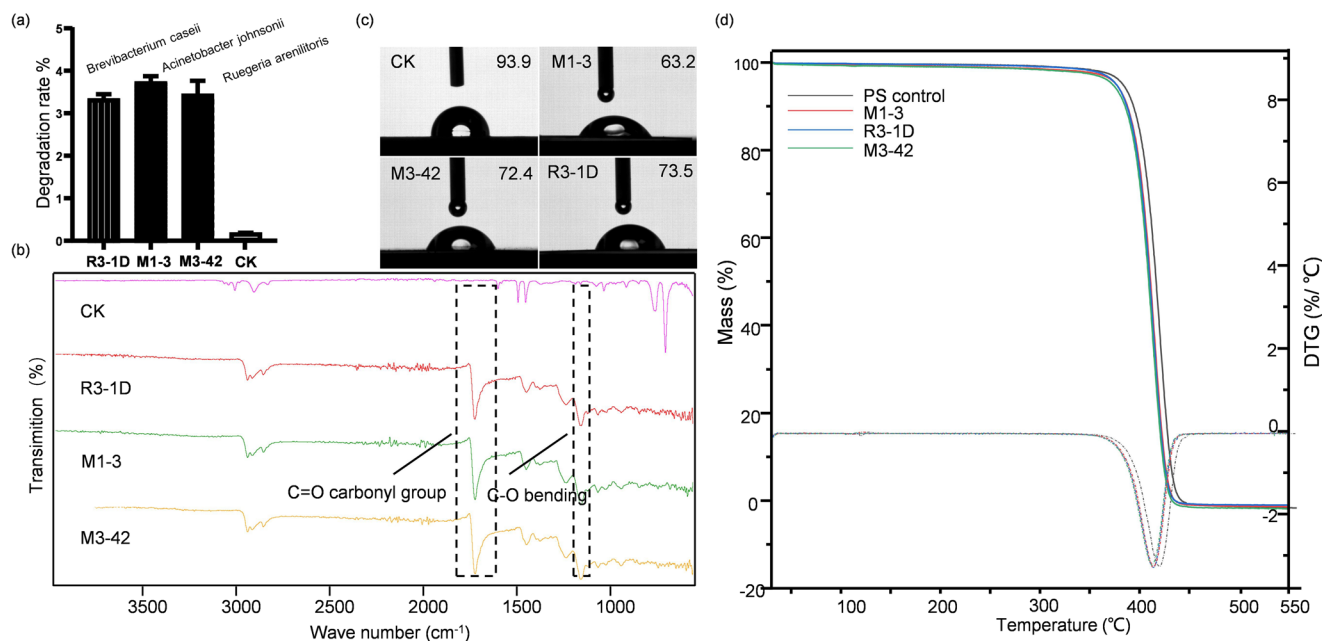 (a)
Degradation rate %
5
4
3
2
1
0
Brevibacterium caseii
Acinetobacter johnsonii
Ruegeria arenilitoris
R3-1D M1-3 M3-42 CK
(c)
CK 93.9
M1-3 63.2
M3-42 72.4
R3-1D 73.5
(b)
Transimition (%)
CK
R3-1D
M1-3
M3-42
C=O carbonyl group
C-O bending
3500 3000 2500 2000 1500 1000
Wave number (cm⁻¹)
(d)
Mass (%)
100
80
60
40
20
0
-20
PS control
M1-3
R3-1D
M3-42
DTG (%/ °C)
8
6
4
2
0
-2
100 200 300 400 500 550
Temperature (°C)